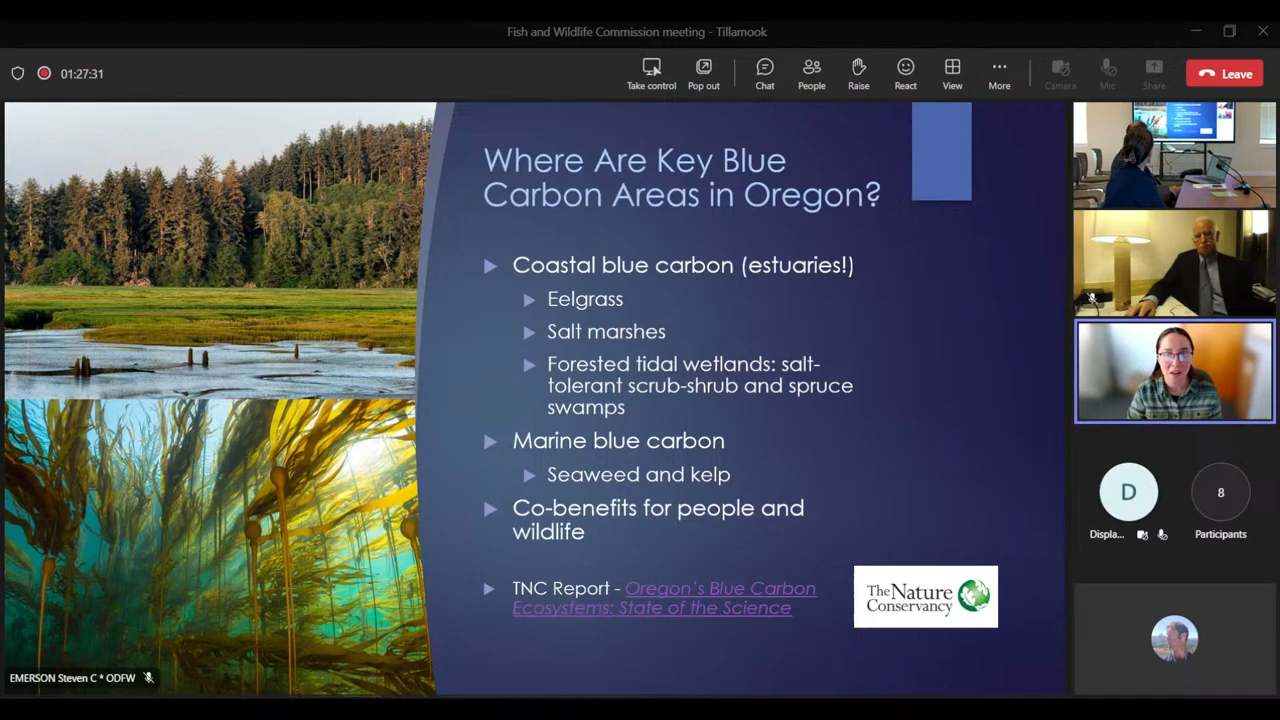 Fish and Wildlife Commission meeting - Tillamook
01:27:31
Take control
Pop out
Chat
People
Raise
React
View
More
Camera
Mic
Share
Leave
Where Are Key Blue
Carbon Areas in Oregon?
Coastal blue carbon (estuaries!)
Eelgrass
Salt marshes
Forested tidal wetlands: salt-
tolerant scrub-shrub and spruce
swamps
Marine blue carbon
Seaweed and kelp
Co-benefits for people and
wildlife
TNC Report - Oregon's Blue Carbon
Ecosystems: State of the Science
The Nature
Conservancy
D
Displa...
8
Participants
EMERSON Steven C * ODFW